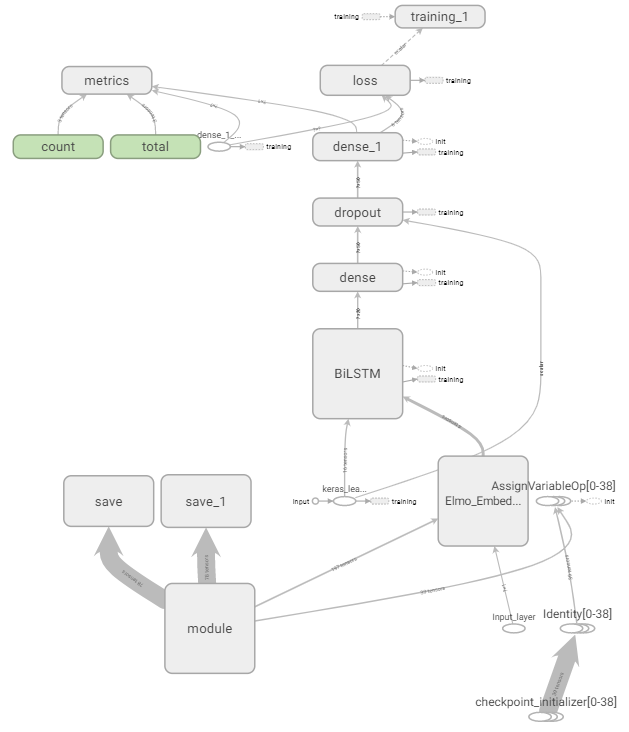 training
training_1
metrics
loss
training
count
total
dense_1_...
training
dense_1
init
training
dropout
training
dense
init
training
BiLSTM
init
training
save
save_1
keras_lea...
input
training
Elmo_Embed...
AssignVariableOp[0-38]
init
module
Input_layer
Identity[0-38]
checkpoint_initializer[0-38]